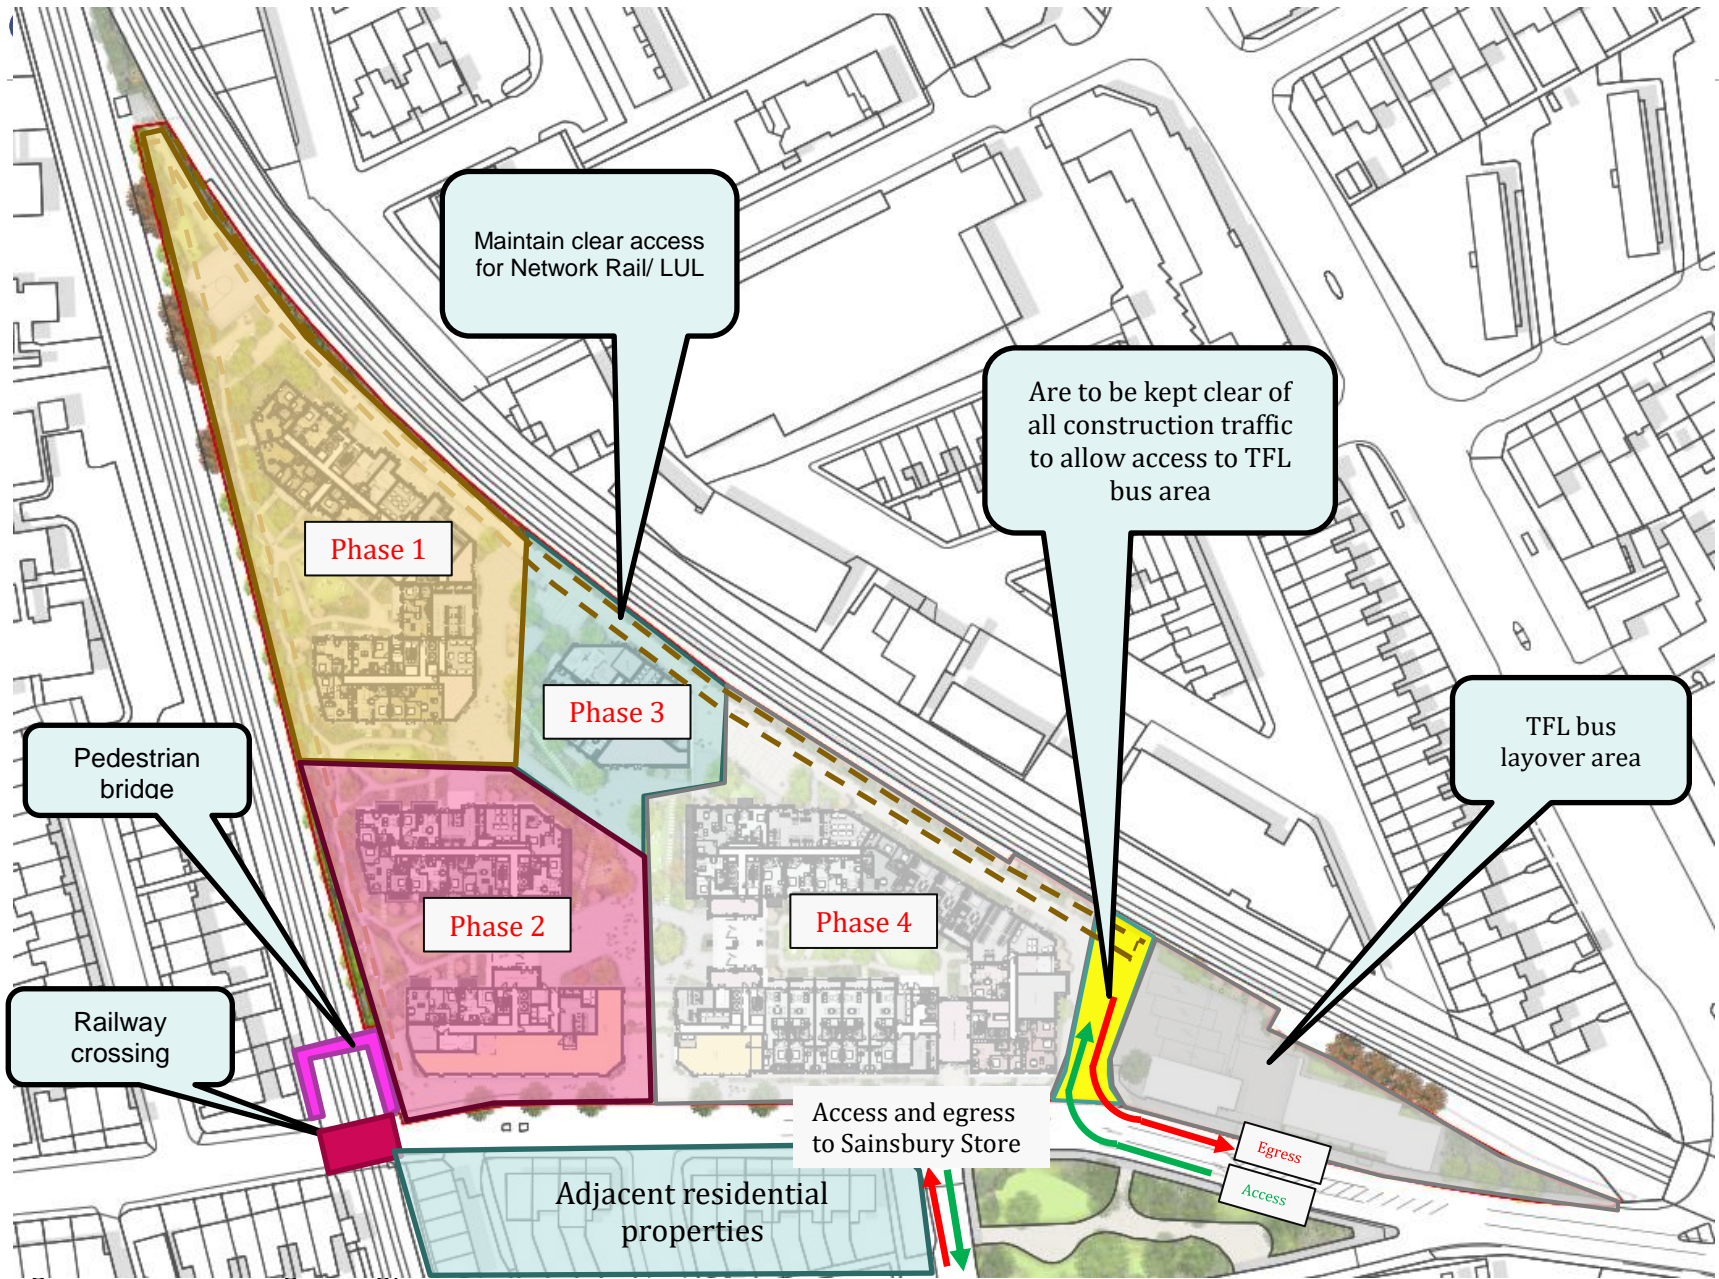 Maintain clear access
for Network Rail/ LUL
Are to be kept clear of
all construction traffic
to allow access to TFL
bus area
Phase 1
Phase 3
TFL bus
layover area
Pedestrian
bridge
Phase 2
Phase 4
Railway
crossing
Access and egress
to Sainsbury Store
Egress
Access
Adjacent residential
properties